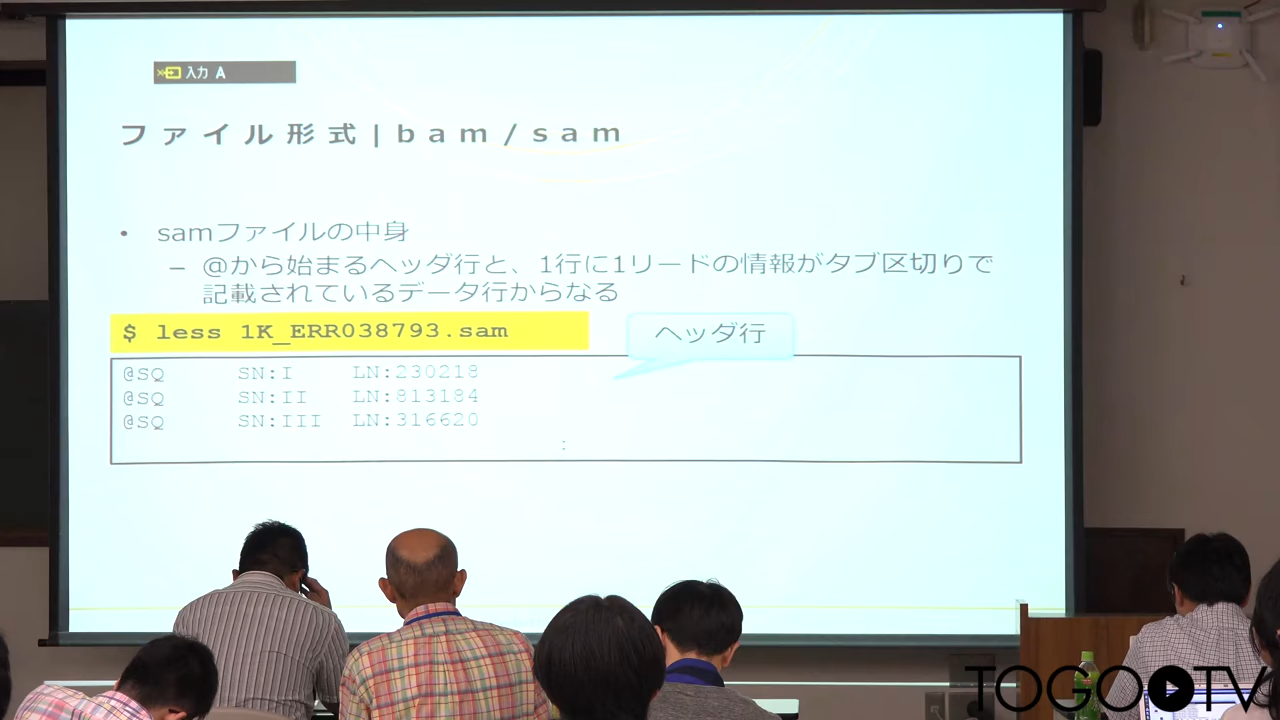 入力 A
ファイル形式|bam/sam
• samファイルの中身
– @から始まるヘッダ行と、1行に1リードの情報がタブ区切りで
記載されているデータ行からなる
$ less 1K_ERR038793.sam
ヘッダ行
@SQ SN:I LN:230218
@SQ SN:II LN:813184
@SQ SN:III LN:316620
:
TOGO TV